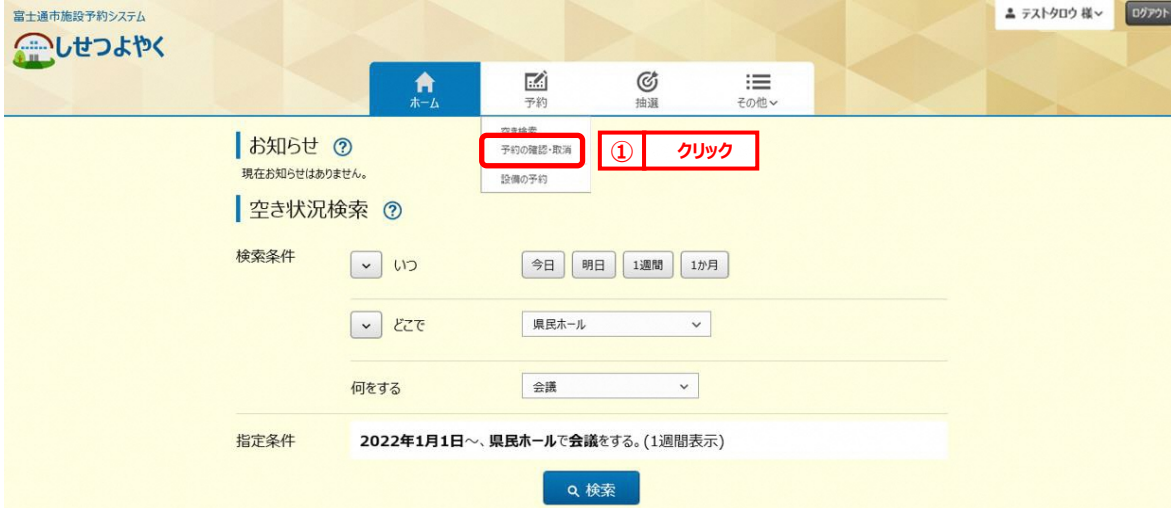 富士通市施設予約システム
しせつよやく
テストタロウ 様
ログアウト
ホーム
予約
抽選
その他
空き検索
予約の確認・取消
設備の予約
① クリック
お知らせ ?
現在お知らせはありません。
空き状況検索 ?
検索条件
いつ 今日 明日 1週間 1か月
どこで 県民ホール
何をする 会議
指定条件 2022年1月1日～、県民ホールで会議をする。(1週間表示)
検索